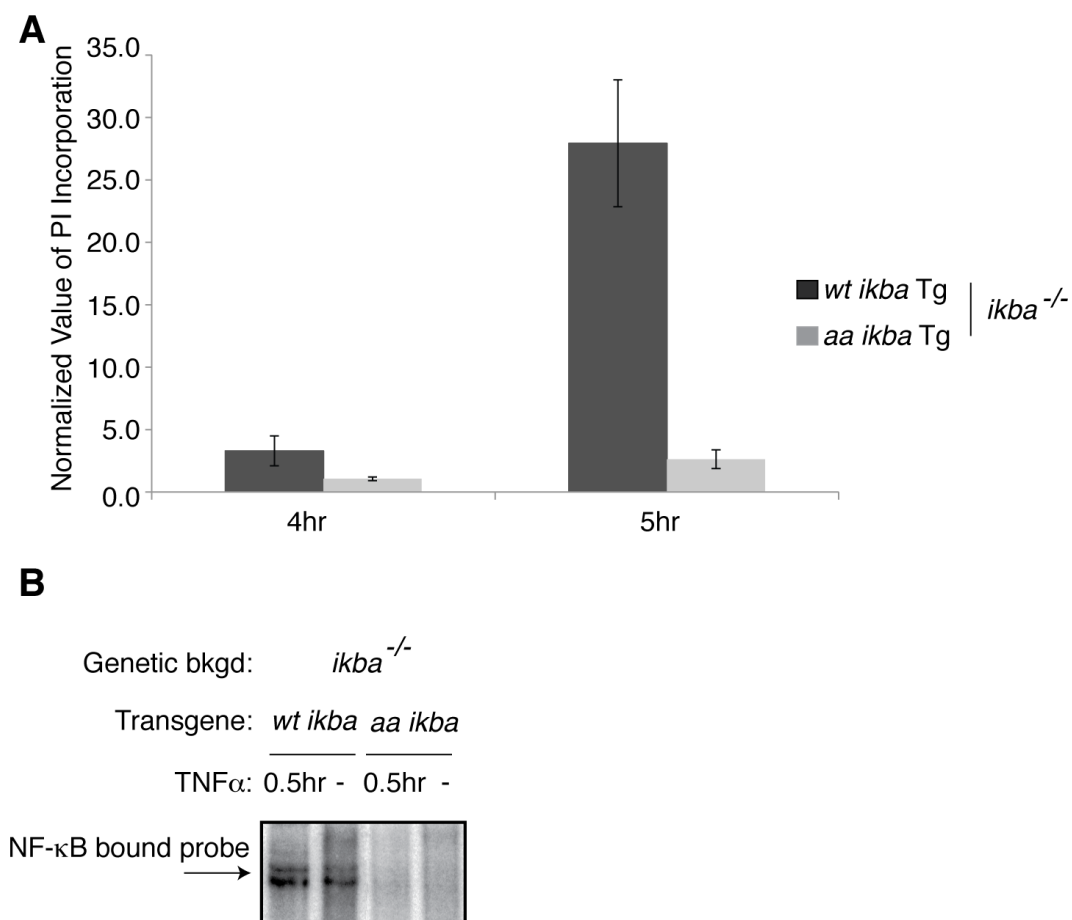 A
Normalized Value of PI Incorporation
35.0
30.0
25.0
20.0
15.0
10.0
5.0
0.0
4hr 5hr
wt ikba Tg
aa ikba Tg
ikba -/-
B
Genetic bkgd: ikba -/-
Transgene: wt ikba aa ikba
TNFα: 0.5hr - 0.5hr -
NF-κB bound probe